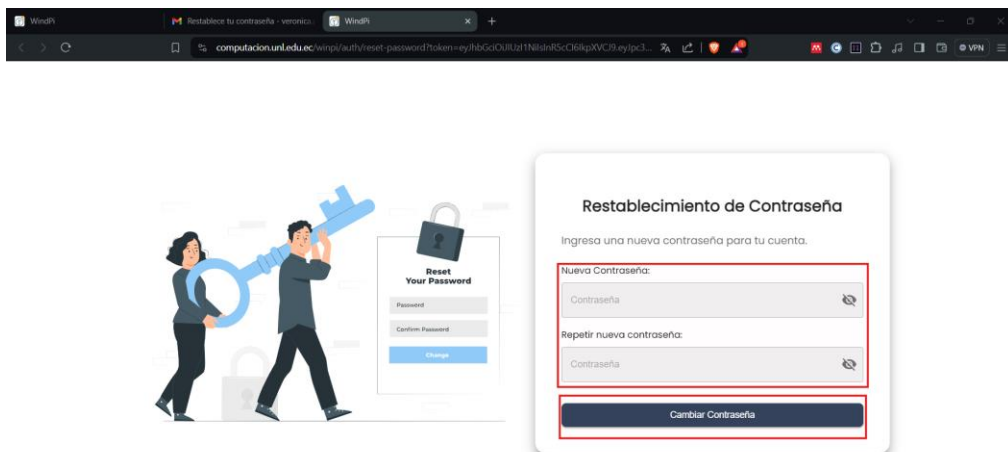 WindPi
Restablece tu contraseña - veronica.
WindPi
computacion.unl.edu.ec/winpi/auth/reset-password?token=
VPN
Restablecimiento de Contraseña
Ingresa una nueva contraseña para tu cuenta.
Nueva Contraseña:
Contraseña
Repetir nueva contraseña:
Contraseña
Cambiar Contraseña
Reset
Your Password
Password
Confirm Password
Change